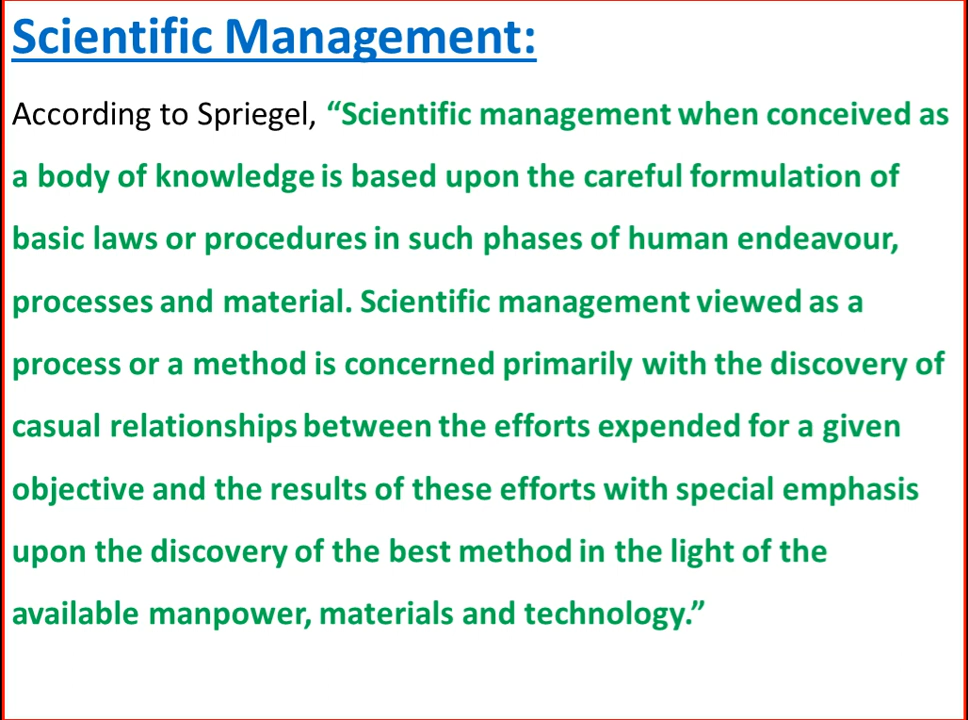 Scientific Management:
According to Spriegel, “Scientific management when conceived as
a body of knowledge is based upon the careful formulation of
basic laws or procedures in such phases of human endeavour,
processes and material. Scientific management viewed as a
process or a method is concerned primarily with the discovery of
casual relationships between the efforts expended for a given
objective and the results of these efforts with special emphasis
upon the discovery of the best method in the light of the
available manpower, materials and technology.”